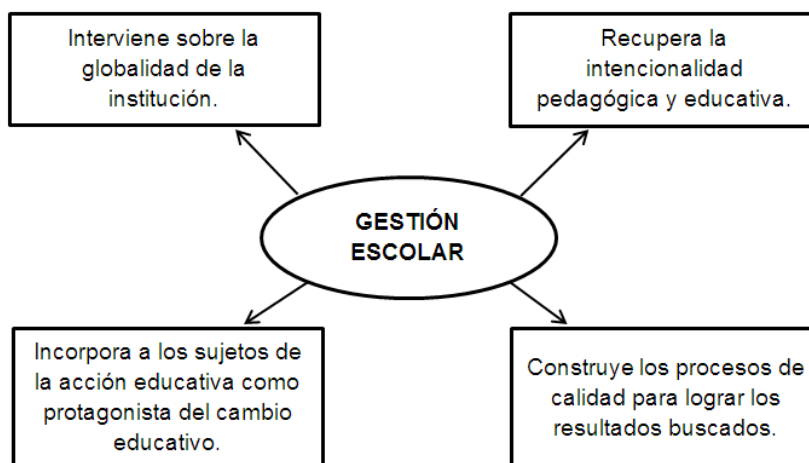 Interviene sobre la
globalidad de la
institución.
Recupera la
intencionalidad
pedagógica y educativa.
GESTIÓN
ESCOLAR
Incorpora a los sujetos de
la acción educativa como
protagonista del cambio
educativo.
Construye los procesos de
calidad para lograr los
resultados buscados.